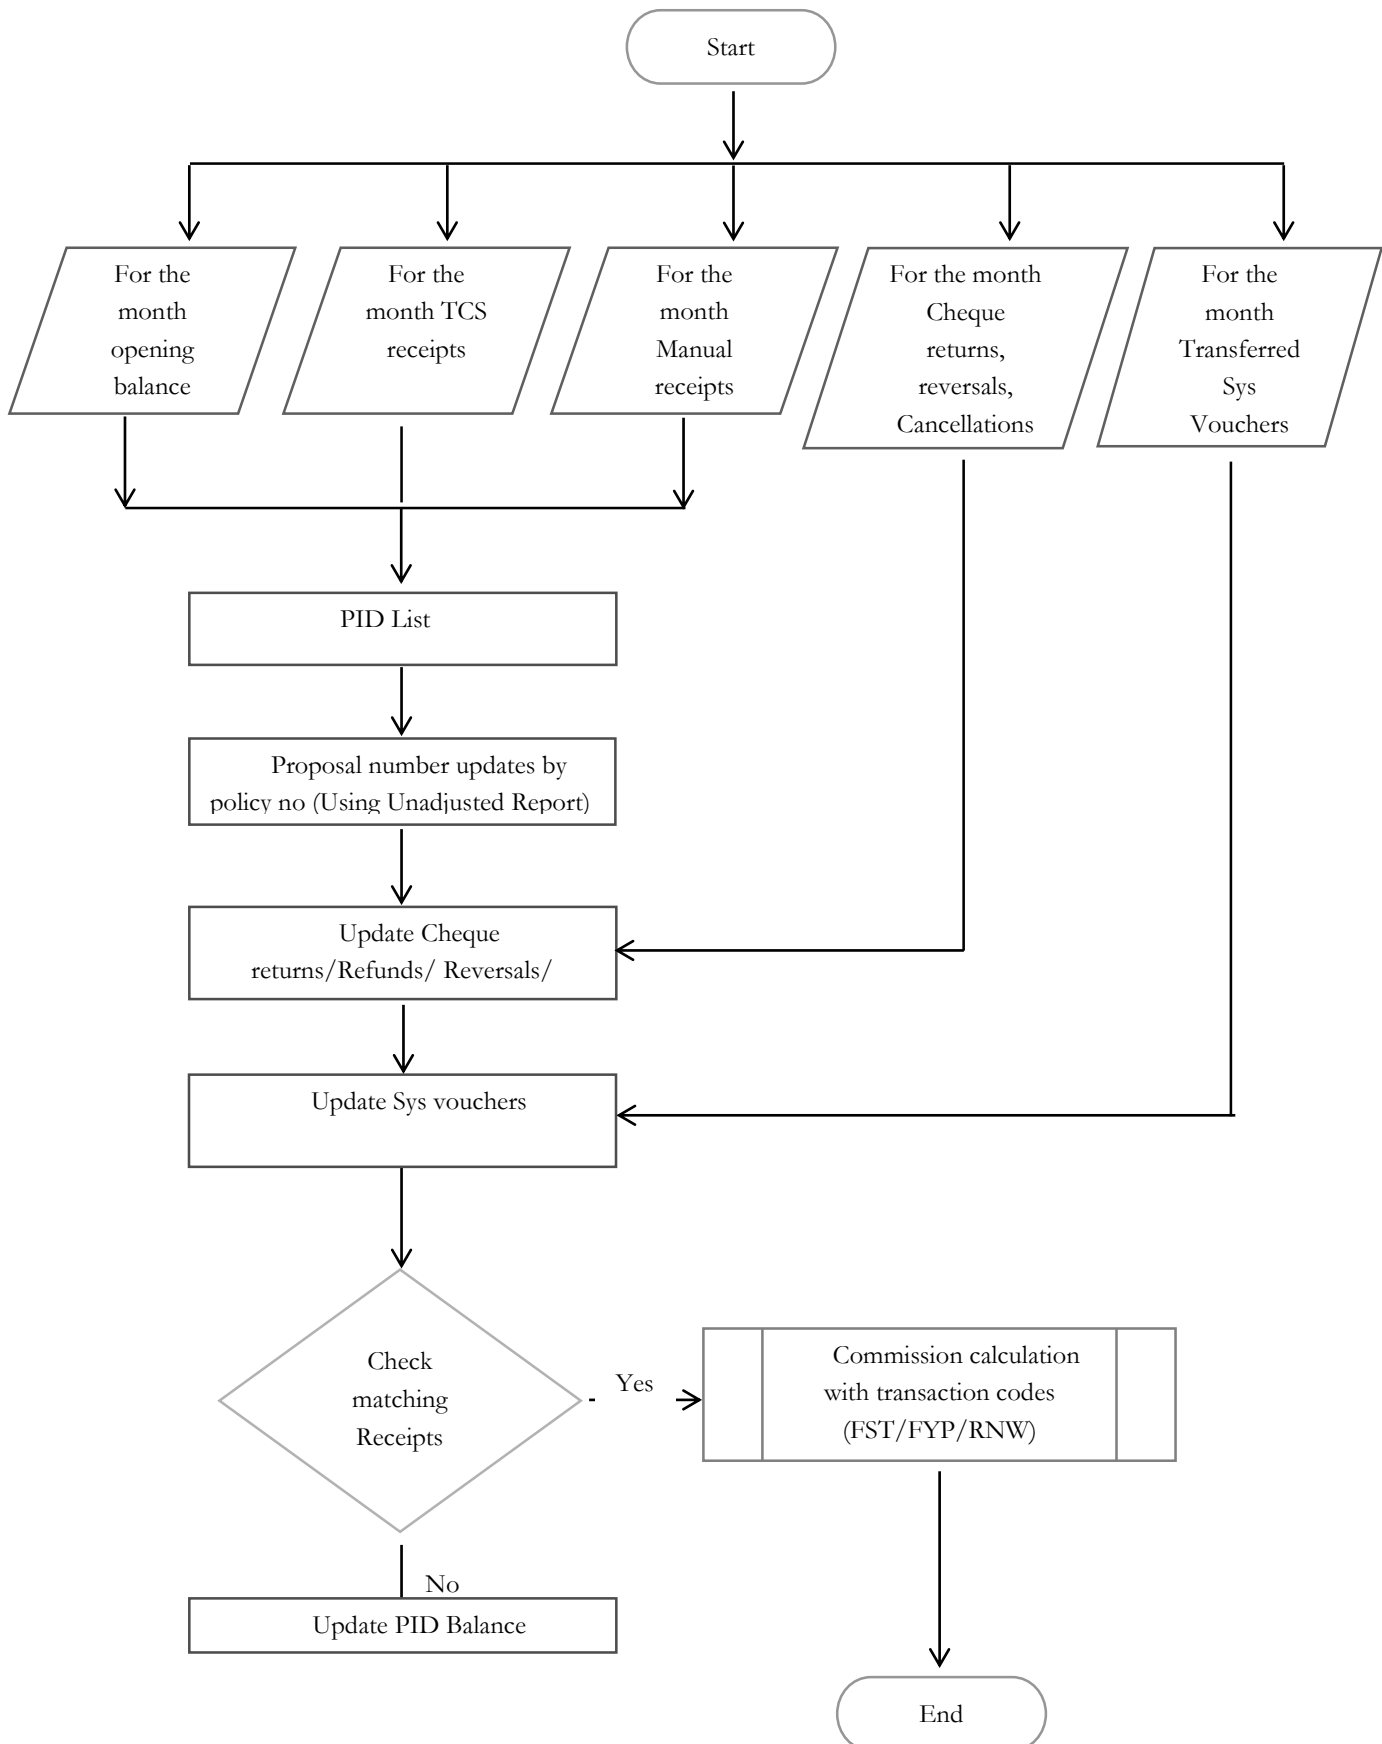 Start
For the
month
opening
balance
For the
month TCS
receipts
For the
month
Manual
receipts
For the month
Cheque
returns,
reversals,
Cancellations
For the
month
Transferred
Sys
Vouchers
PID List
Proposal number updates by
policy no (Using Unadjusted Report)
Update Cheque
returns/Refunds/ Reversals/
Update Sys vouchers
Check
matching
Receipts
Yes
Commission calculation
with transaction codes
(FST/FYP/RNW)
No
Update PID Balance
End